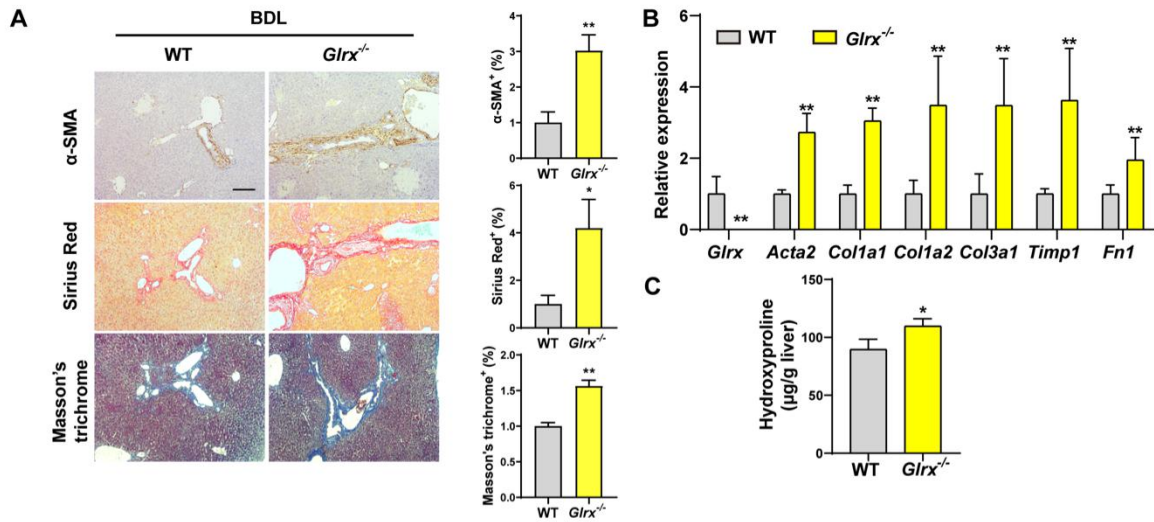 A
BDL
WT
Glrx-/-
α-SMA
Sirius Red
Masson's
trichrome
α-SMA+ (%)
4
3
2
1
0
**
WT
Glrx-/-
Sirius Red+ (%)
6
4
2
0
*
WT
Glrx-/-
Masson's trichrome+ (%)
2.0
1.5
1.0
0.5
0.0
**
WT
Glrx-/-
B
WT
Glrx-/-
Relative expression
6
4
2
0
** ** ** ** ** ** **
Glrx Acta2 Col1a1 Col1a2 Col3a1 Timp1 Fn1
C
Hydroxyproline
(μg/g liver)
150
100
50
0
*
WT
Glrx-/-